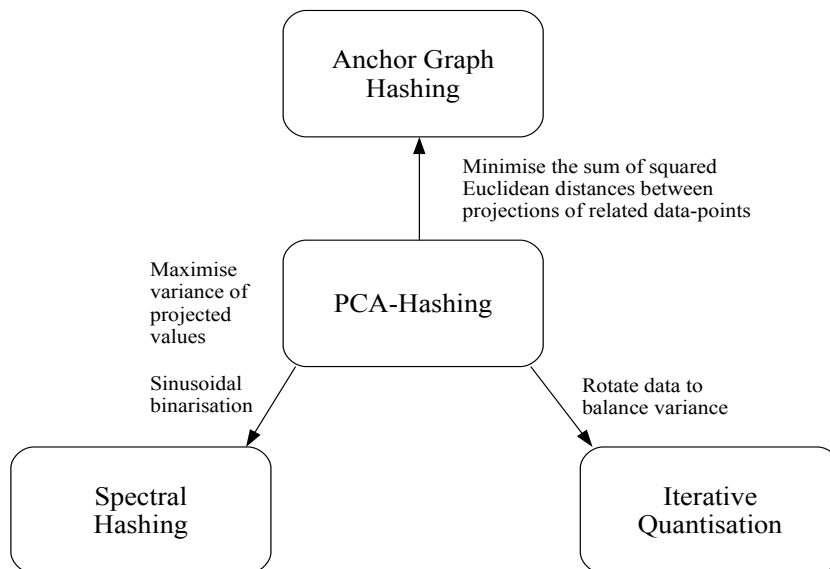 Anchor Graph
Hashing
Minimise the sum of squared
Euclidean distances between
projections of related data-points
Maximise
variance of
projected
values
PCA-Hashing
Sinusoidal
binarisation
Rotate data to
balance variance
Spectral
Hashing
Iterative
Quantisation